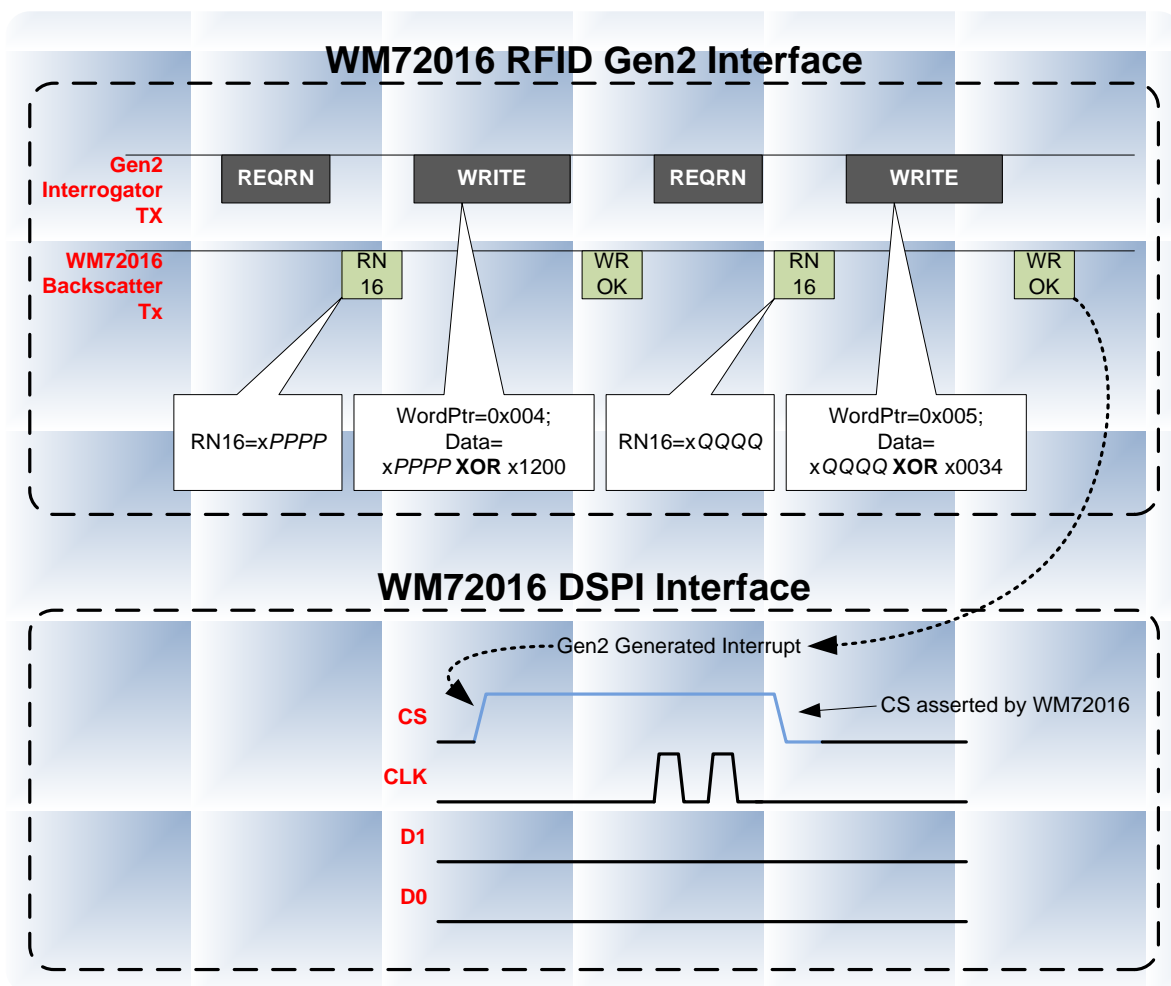 WM72016 RFID Gen2 Interface
Gen2
Interrogator
TX
REQRN
WRITE
REQRN
WRITE
WM72016
Backscatter
Tx
RN
16
WR
OK
RN
16
WR
OK
RN16=xPPPP
WordPtr=0x004;
Data=
xPPPP XOR x1200
RN16=xQQQQ
WordPtr=0x005;
Data=
xQQQQ XOR x0034
WM72016 DSPI Interface
Gen2 Generated Interrupt
CS
CS asserted by WM72016
CLK
D1
D0